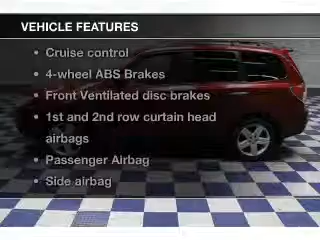 VEHICLE FEATURES
• Cruise control
• 4-wheel ABS Brakes
• Front Ventilated disc brakes
• 1st and 2nd row curtain head
airbags
• Passenger Airbag
• Side airbag